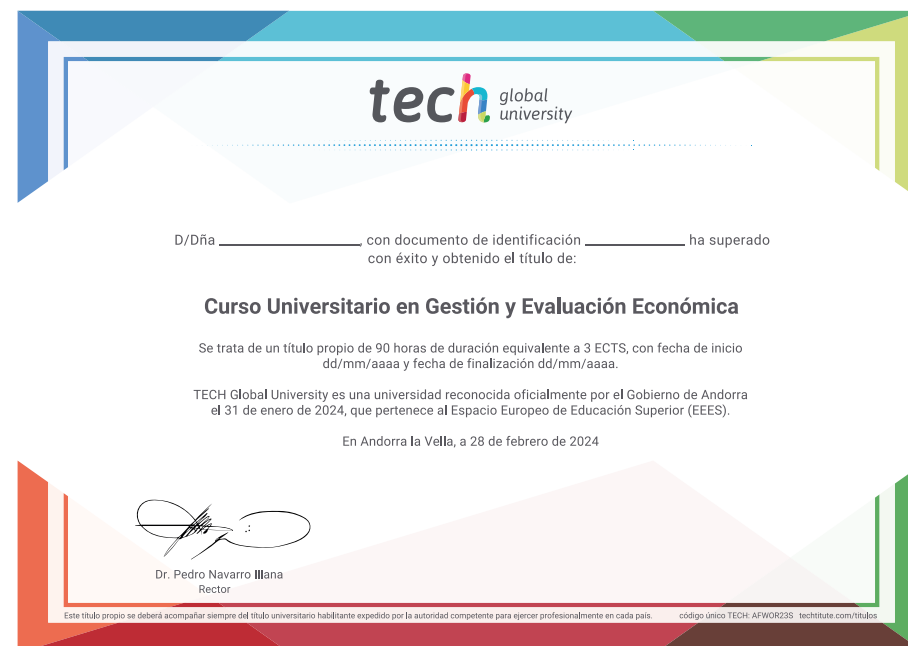 tech global university
D/Dña ______________________, con documento de identificación ________________ ha superado
con éxito y obtenido el título de:
Curso Universitario en Gestión y Evaluación Económica
Se trata de un título propio de 90 horas de duración equivalente a 3 ECTS, con fecha de inicio
dd/mm/aaaa y fecha de finalización dd/mm/aaaa.
TECH Global University es una universidad reconocida oficialmente por el Gobierno de Andorra
el 31 de enero de 2024, que pertenece al Espacio Europeo de Educación Superior (EEES).
En Andorra la Vella, a 28 de febrero de 2024
Dr. Pedro Navarro Illana
Rector
Este título propio se deberá acompañar siempre del título universitario habilitante expedido por la autoridad competente para ejercer profesionalmente en cada país. código único TECH: AFWOR23S techtitute.com/títulos